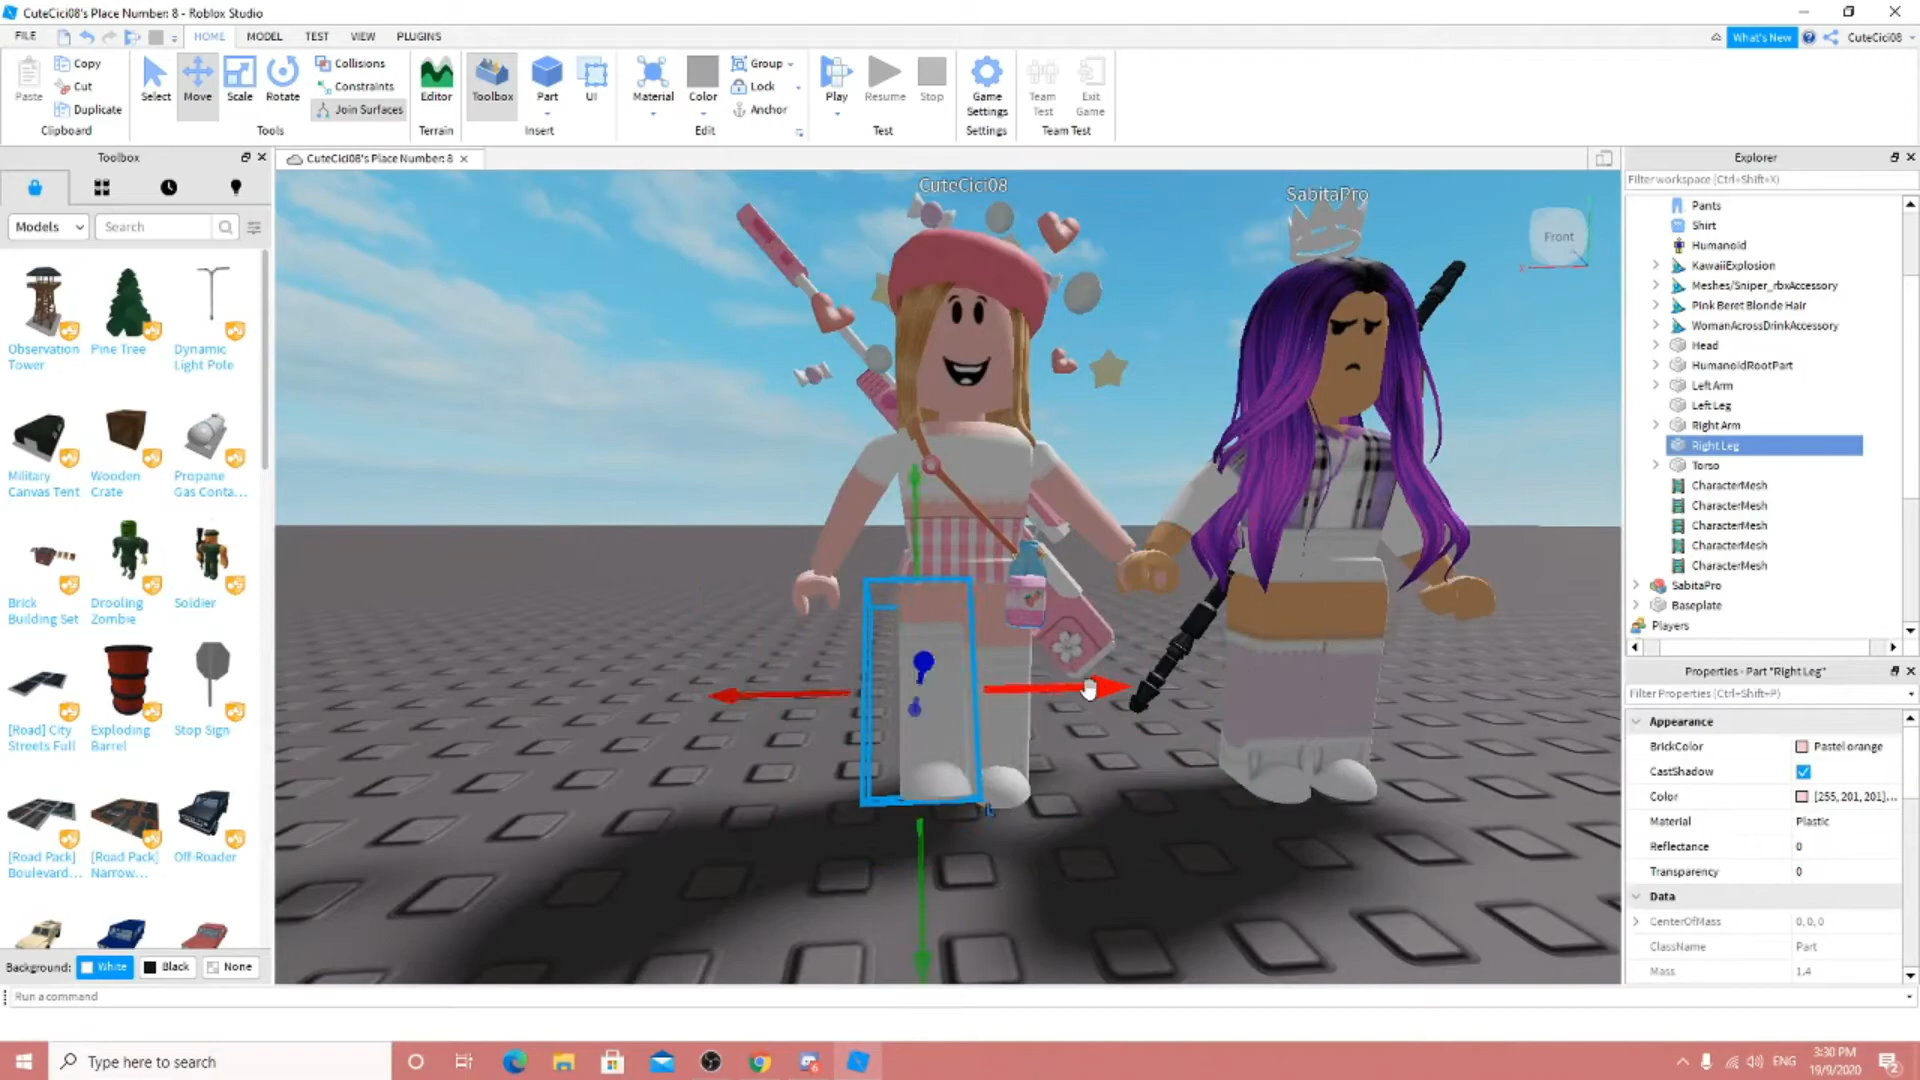 CuteCici08's Place Number: 8 - Roblox Studio
FILE HOME MODEL TEST VIEW PLUGINS What's New CuteCici08
Paste Copy Cut Duplicate Select Move Scale Rotate Collisions Constraints Join Surfaces Editor Toolbox Part UI Material Color Group Lock Anchor Play Resume Stop Game Settings Team Test Exit Game
Clipboard Tools Terrain Insert Edit Test Settings Team Test
Toolbox
CuteCici08's Place Number: 8
Models
Search
Observation Tower
Pine Tree
Dynamic Light Pole
Military Canvas Tent
Wooden Crate
Propane Gas Conta...
Brick Building Set
Drooling Zombie
Soldier
[Road] City Streets Full
Exploding Barrel
Stop Sign
[Road Pack] Boulevard...
[Road Pack] Narrow...
Off-Roader
Background: White Black None
CuteCici08
SabitaPro
Front
Explorer
Filter workspace (Ctrl+Shift+X)
Pants
Shirt
Humanoid
KawaiiExplosion
Meshes/Sniper_rbxAccessory
Pink Beret Blonde Hair
WomanAcrossDrinkAccessory
Head
HumanoidRootPart
Left Arm
Left Leg
Right Arm
Right Leg
Torso
CharacterMesh
CharacterMesh
CharacterMesh
CharacterMesh
CharacterMesh
SabitaPro
Baseplate
Players
Properties - Part "Right Leg"
Filter Properties (Ctrl+Shift+P)
Appearance
BrickColor Pastel orange
CastShadow
Color [255, 201, 201]...
Material Plastic
Reflectance 0
Transparency 0
Data
CenterOfMass 0, 0, 0
ClassName Part
Mass 1.4
Run a command
Type here to search
ENG
3:30 PM
19/9/2020